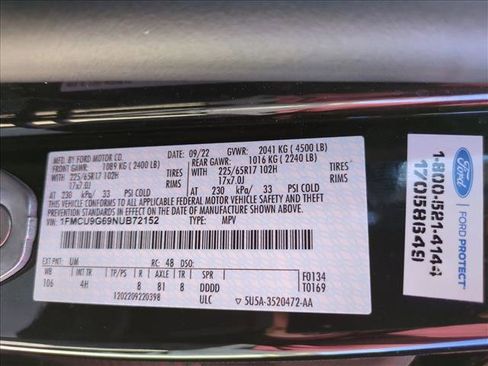 MFD. BY FORD MOTOR CO.
09/22 GVWR: 2041 KG ( 4500 LB)
FRONT GAWR: 1089 KG ( 2400 LB)
REAR GAWR: 1016 KG ( 2240 LB)
225/65R17 102H TIRES
225/65R17 102H TIRES
17x7.0J RIMS
17x7.0J RIMS
AT 230 kPa/ 33 PSI COLD
AT 230 kPa/ 33 PSI COLD
THIS VEHICLE CONFORMS TO ALL APPLICABLE FEDERAL MOTOR VEHICLE SAFETY AND THEFT
PREVENTION STANDARDS IN EFFECT ON THE DATE OF MANUFACTURE SHOWN ABOVE.
VIN: 1FMCU9G69NUB72152 TYPE: MPV
EXT PNT: UM RC: 48 DSO:
WB INT TR TP/PS R AXLE TR SPR F0134
106 4H 8 81 8 DDDD T0169
1202209220398 ULC 5U5A-3520472-AA
Ford
FORD PROTECT
1-800-521-4144